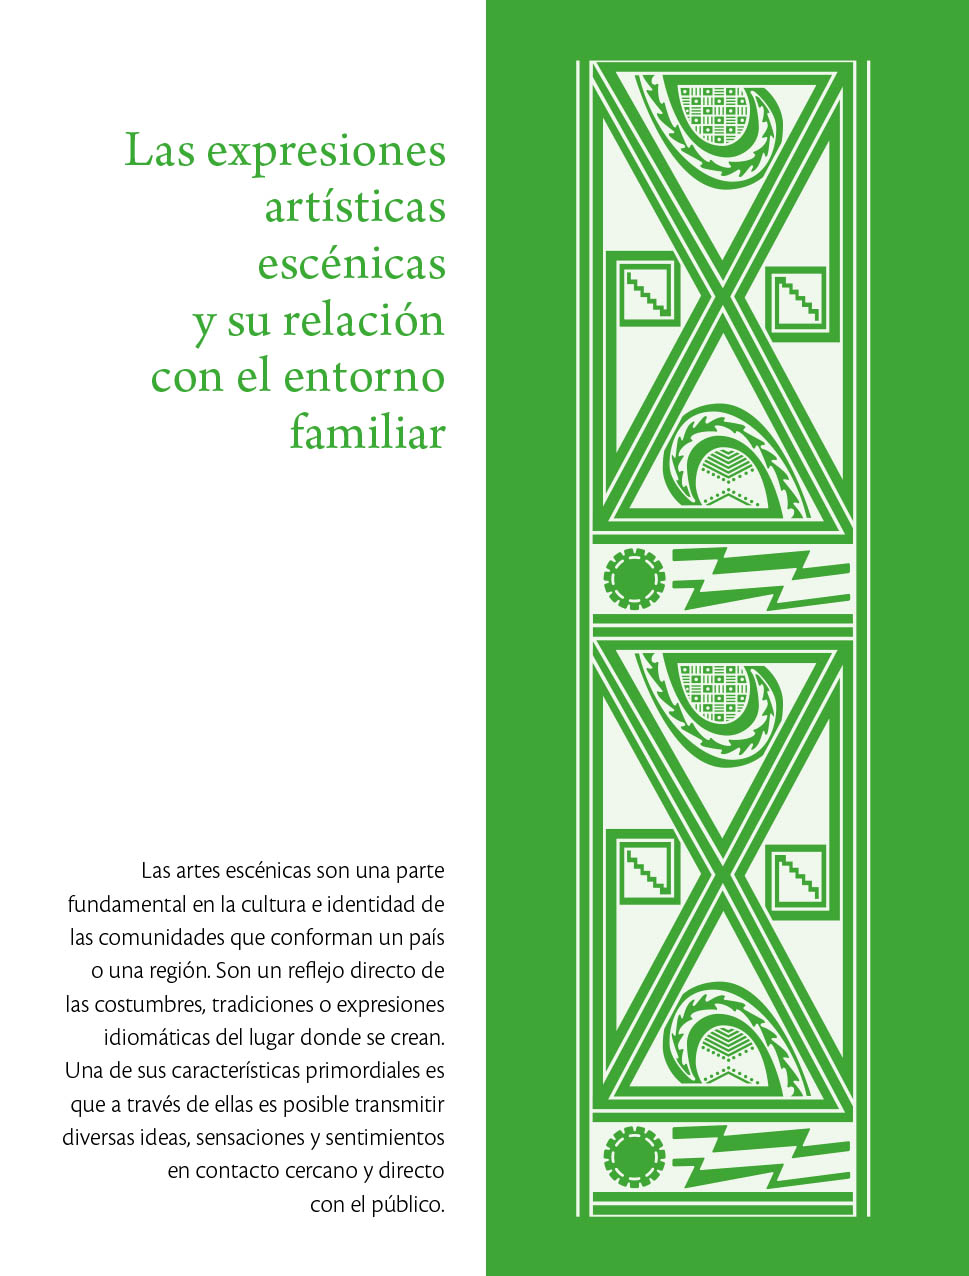 Las expresiones
artísticas
escénicas
y su relación
con el entorno
familiar
Las artes escénicas son una parte
fundamental en la cultura e identidad de
las comunidades que conforman un país
o una región. Son un reflejo directo de
las costumbres, tradiciones o expresiones
idiomáticas del lugar donde se crean.
Una de sus características primordiales es
que a través de ellas es posible transmitir
diversas ideas, sensaciones y sentimientos
en contacto cercano y directo
con el público.